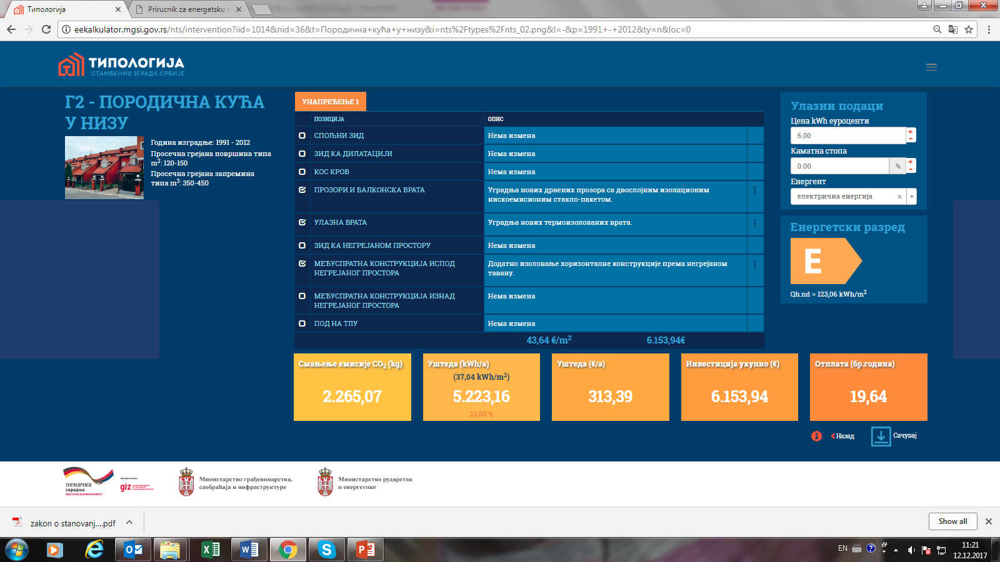 Типологија
Prirucnik za energetsku s
eekalkulator.mgsi.gov.rs/nts/intervention?iid=1014&nid=36&t=Породична+кућа+у+низу&i=nts%2Ftypes%2Fnts_02.png&l=-&p=1991+-+2012&ty=n&loc=0
ТИПОЛОГИЈА
СТАМБЕНИХ ЗГРАДА СРБИЈЕ
Г2 - ПОРОДИЧНА КУЋА
У НИЗУ
Година изградње: 1991 - 2012
Просечна грејана површина типа
m²: 120-150
Просечна грејана запремина
типа m³: 350-450
УНАПРЕЂЕЊЕ 1
ПОЗИЦИЈА ОПИС
СПОЉНИ ЗИД Нема измена
ЗИД КА ДИЛАТАЦИЈИ Нема измена
КОС КРОВ Нема измена
ПРОЗОРИ И БАЛКОНСКА ВРАТА Уградња нових дрвених прозора са двослојним изолационим
нискоемисионим стакло-пакетом.
УЛАЗНА ВРАТА Уградња нових термоизолованих врата.
ЗИД КА НЕГРЕЈАНОМ ПРОСТОРУ Нема измена
МЕЂУСПРАТНА КОНСТРУКЦИЈА ИСПОД Додатно изоловање хоризонталне конструкције према негрејаном
НЕГРЕЈАНОГ ПРОСТОРА тавану.
МЕЂУСПРАТНА КОНСТРУКЦИЈА ИЗНАД Нема измена
НЕГРЕЈАНОГ ПРОСТОРА
ПОД НА ТЛУ Нема измена
43,64 €/m² 6.153,94€
Улазни подаци
Цена kWh еуроценти
6.00
+
-
Каматна стопа
0.00 %
+
-
Енергент
електрична енергија ×
Енергетски разред
E
Qh.nd = 123,06 kWh/m²
Смањење емисије CO₂ (kg)
2.265,07
Уштеда (kWh/a)
(37,04 kWh/m²)
5.223,16
23,00 %
Уштеда (€/a)
313,39
Инвестиција укупно (€)
6.153,94
Отплата (бр.година)
19,64
Назад
Сачувај
немачка
сарадња
DEUTSCHE ZUSAMMENARBEIT
giz
Министарство грађевинарства,
саобраћаја и инфраструктуре
Министарство рударства
и енергетике
zakon o stanovanj....pdf
Show all
EN
11:21
12.12.2017